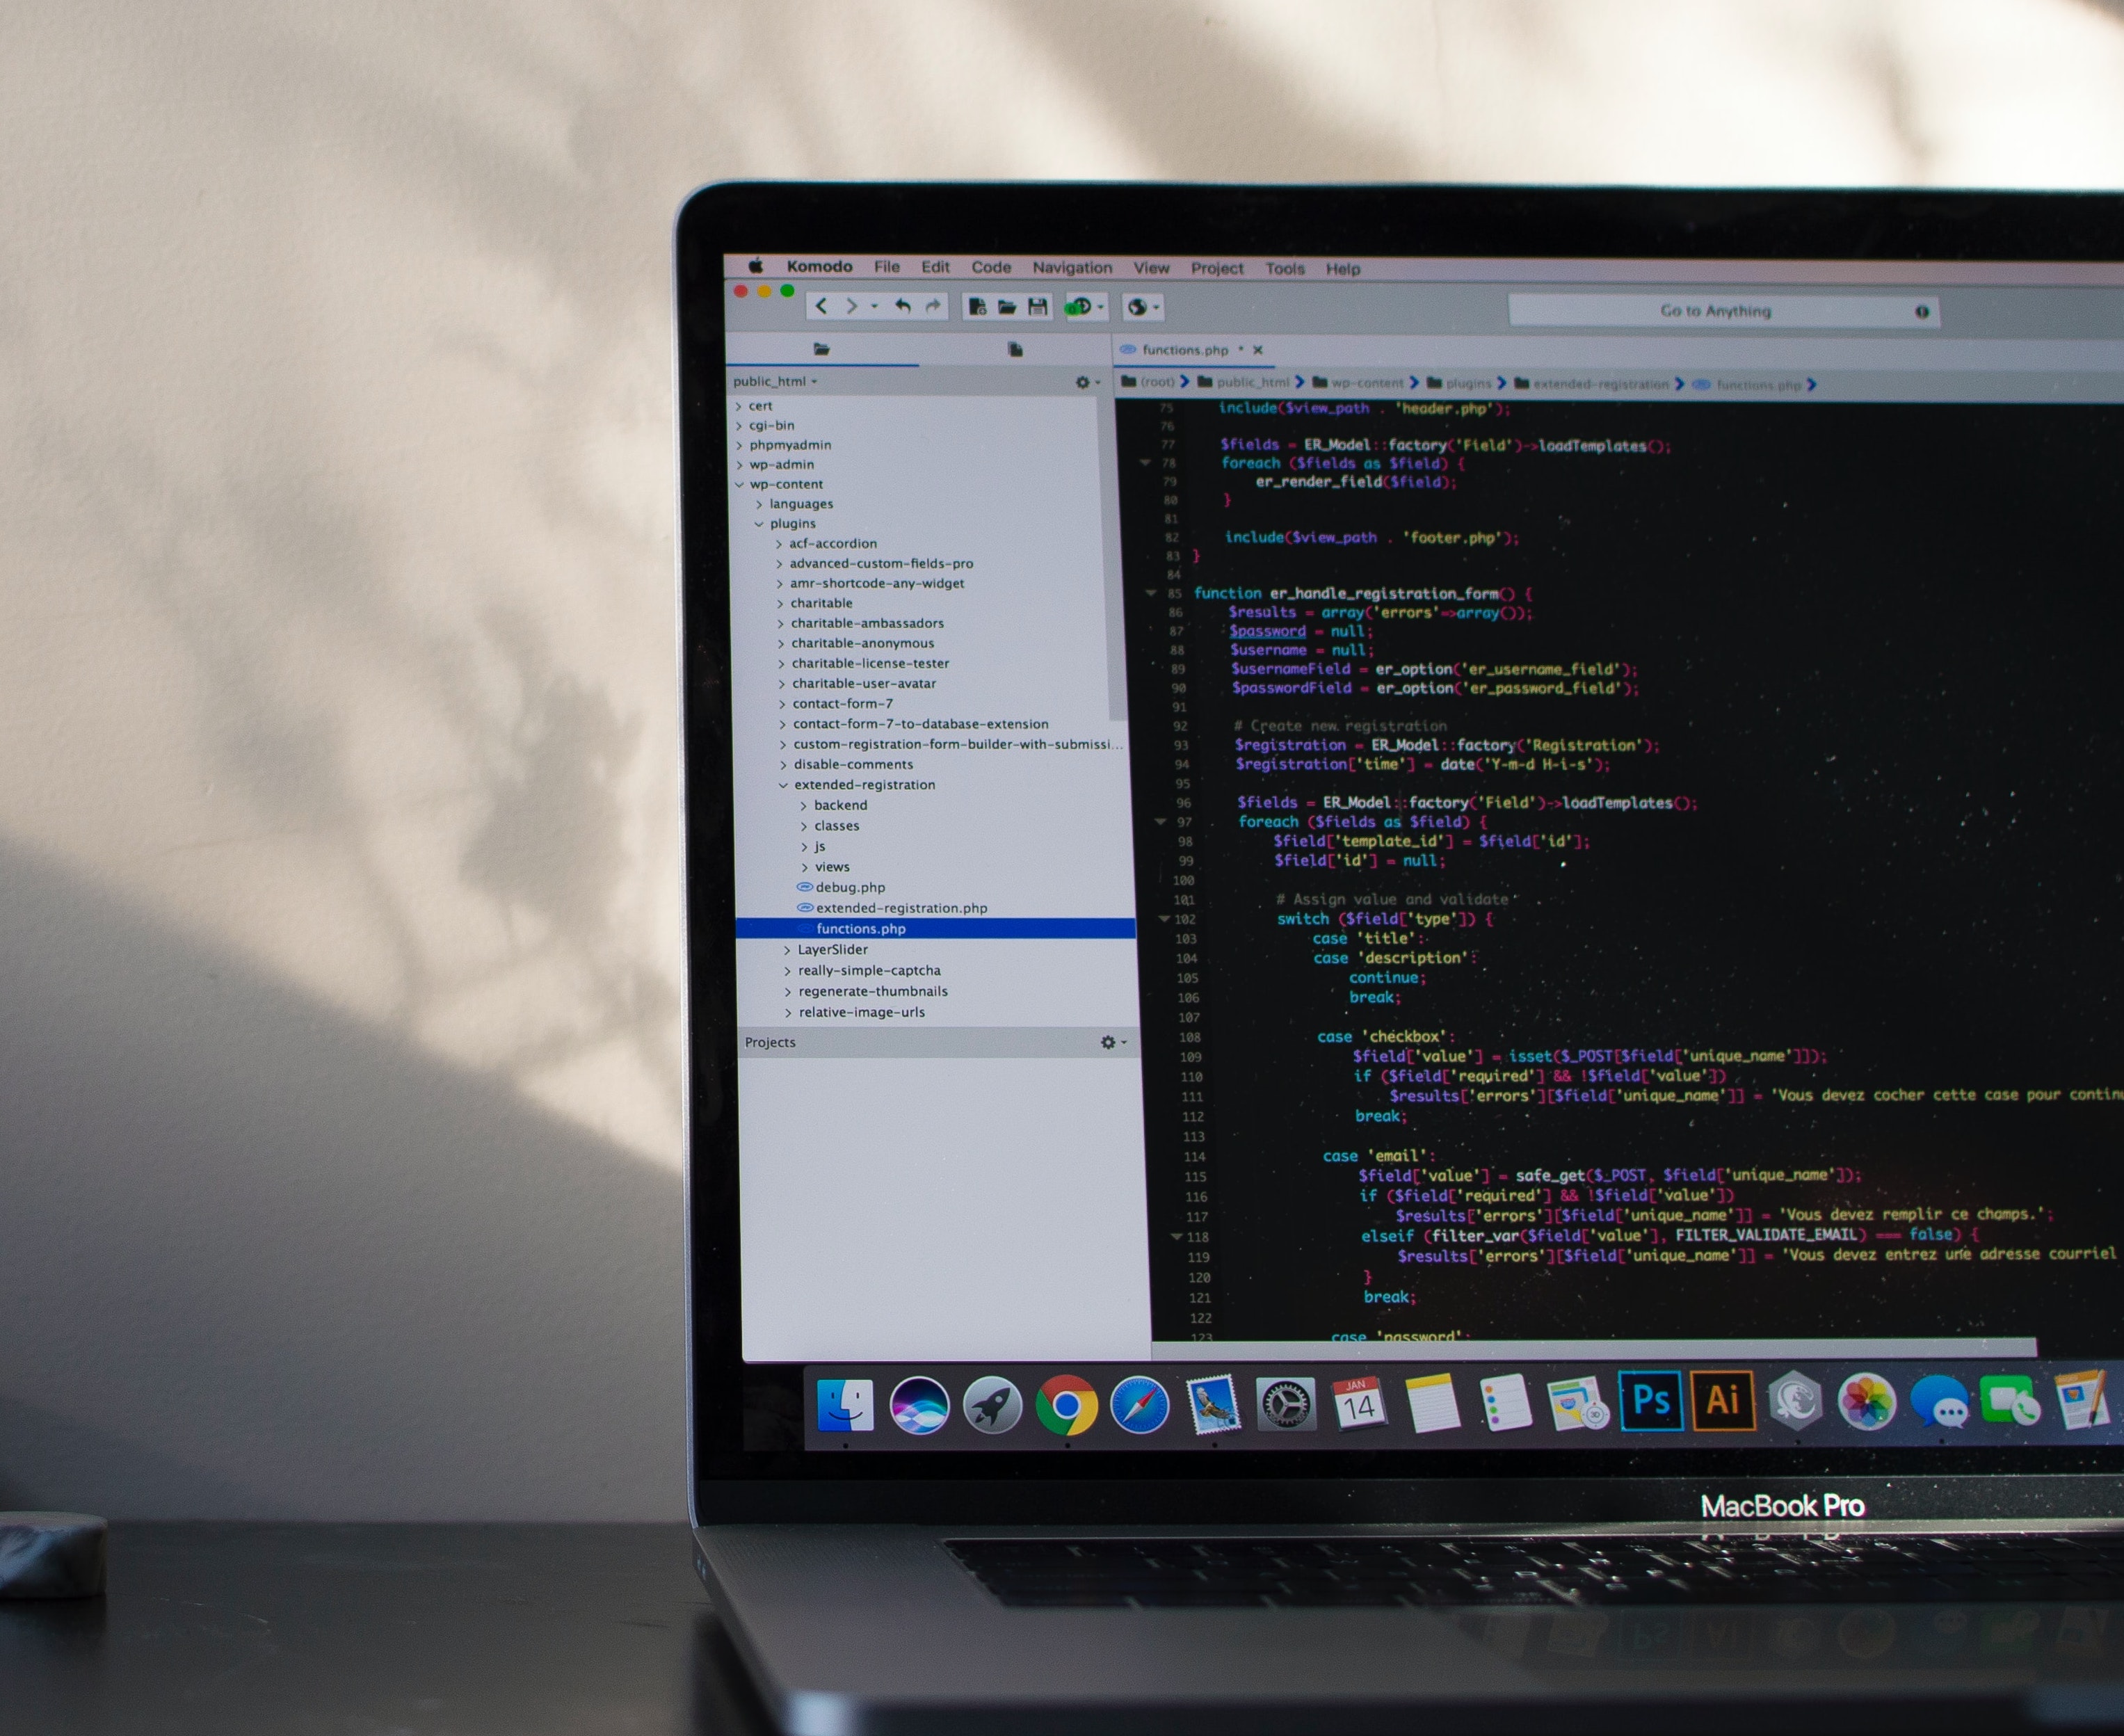 Komodo File Edit Code Navigation View Project Tools Help
Go to Anything
functions.php * ×
public_html
(root) public_html wp-content plugins extended-registration functions.php
cert
cgi-bin
phpmyadmin
wp-admin
wp-content
languages
plugins
acf-accordion
advanced-custom-fields-pro
amr-shortcode-any-widget
charitable
charitable-ambassadors
charitable-anonymous
charitable-license-tester
charitable-user-avatar
contact-form-7
contact-form-7-to-database-extension
custom-registration-form-builder-with-submissi...
disable-comments
extended-registration
backend
classes
js
views
debug.php
extended-registration.php
functions.php
LayerSlider
really-simple-captcha
regenerate-thumbnails
relative-image-urls
Projects
75 include($view_path . 'header.php');
76
77 $fields = ER_Model::factory('Field')->loadTemplates();
78 foreach ($fields as $field) {
79 er_render_field($field);
80 }
81
82 include($view_path . 'footer.php');
83 }
84
85 function er_handle_registration_form() {
86 $results = array('errors'=>array());
87 $password = null;
88 $username = null;
89 $usernameField = er_option('er_username_field');
90 $passwordField = er_option('er_password_field');
91
92 # Create new registration
93 $registration = ER_Model::factory('Registration');
94 $registration['time'] = date('Y-m-d H-i-s');
95
96 $fields = ER_Model::factory('Field')->loadTemplates();
97 foreach ($fields as $field) {
98 $field['template_id'] = $field['id'];
99 $field['id'] = null;
100
101 # Assign value and validate
102 switch ($field['type']) {
103 case 'title':
104 case 'description':
105 continue;
106 break;
107
108 case 'checkbox':
109 $field['value'] = isset($_POST[$field['unique_name']]);
110 if ($field['required'] && !$field['value'])
111 $results['errors'][$field['unique_name']] = 'Vous devez cocher cette case pour continu
112 break;
113
114 case 'email':
115 $field['value'] = safe_get($_POST, $field['unique_name']);
116 if ($field['required'] && !$field['value'])
117 $results['errors'][$field['unique_name']] = 'Vous devez remplir ce champs.';
118 elseif (filter_var($field['value'], FILTER_VALIDATE_EMAIL) === false) {
119 $results['errors'][$field['unique_name']] = 'Vous devez entrez une adresse courriel
120 }
121 break;
122
123 case 'password':
JAN
14
3D
Ps
Ai
MacBook Pro